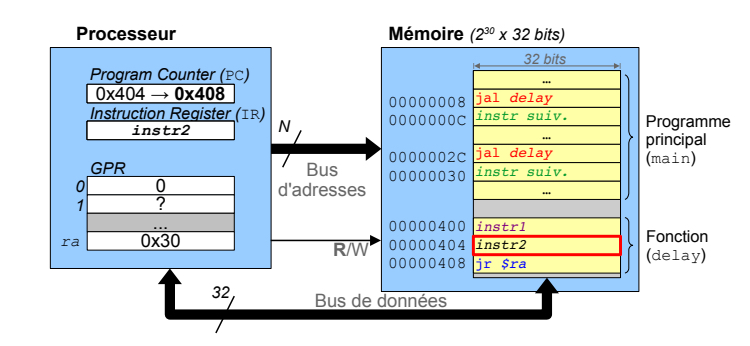 Processeur
Mémoire (2³⁰ x 32 bits)
Program Counter (PC)
0x404 → 0x408
Instruction Register (IR)
instr2
GPR
0 0
1 ?
...
ra 0x30
N
Bus
d'adresses
R/W
32 bits
…
00000008 jal delay
0000000C instr suiv.
…
0000002C jal delay
00000030 instr suiv.
…
00000400 instr1
00000404 instr2
00000408 jr $ra
Programme
principal
(main)
Fonction
(delay)
32
Bus de données